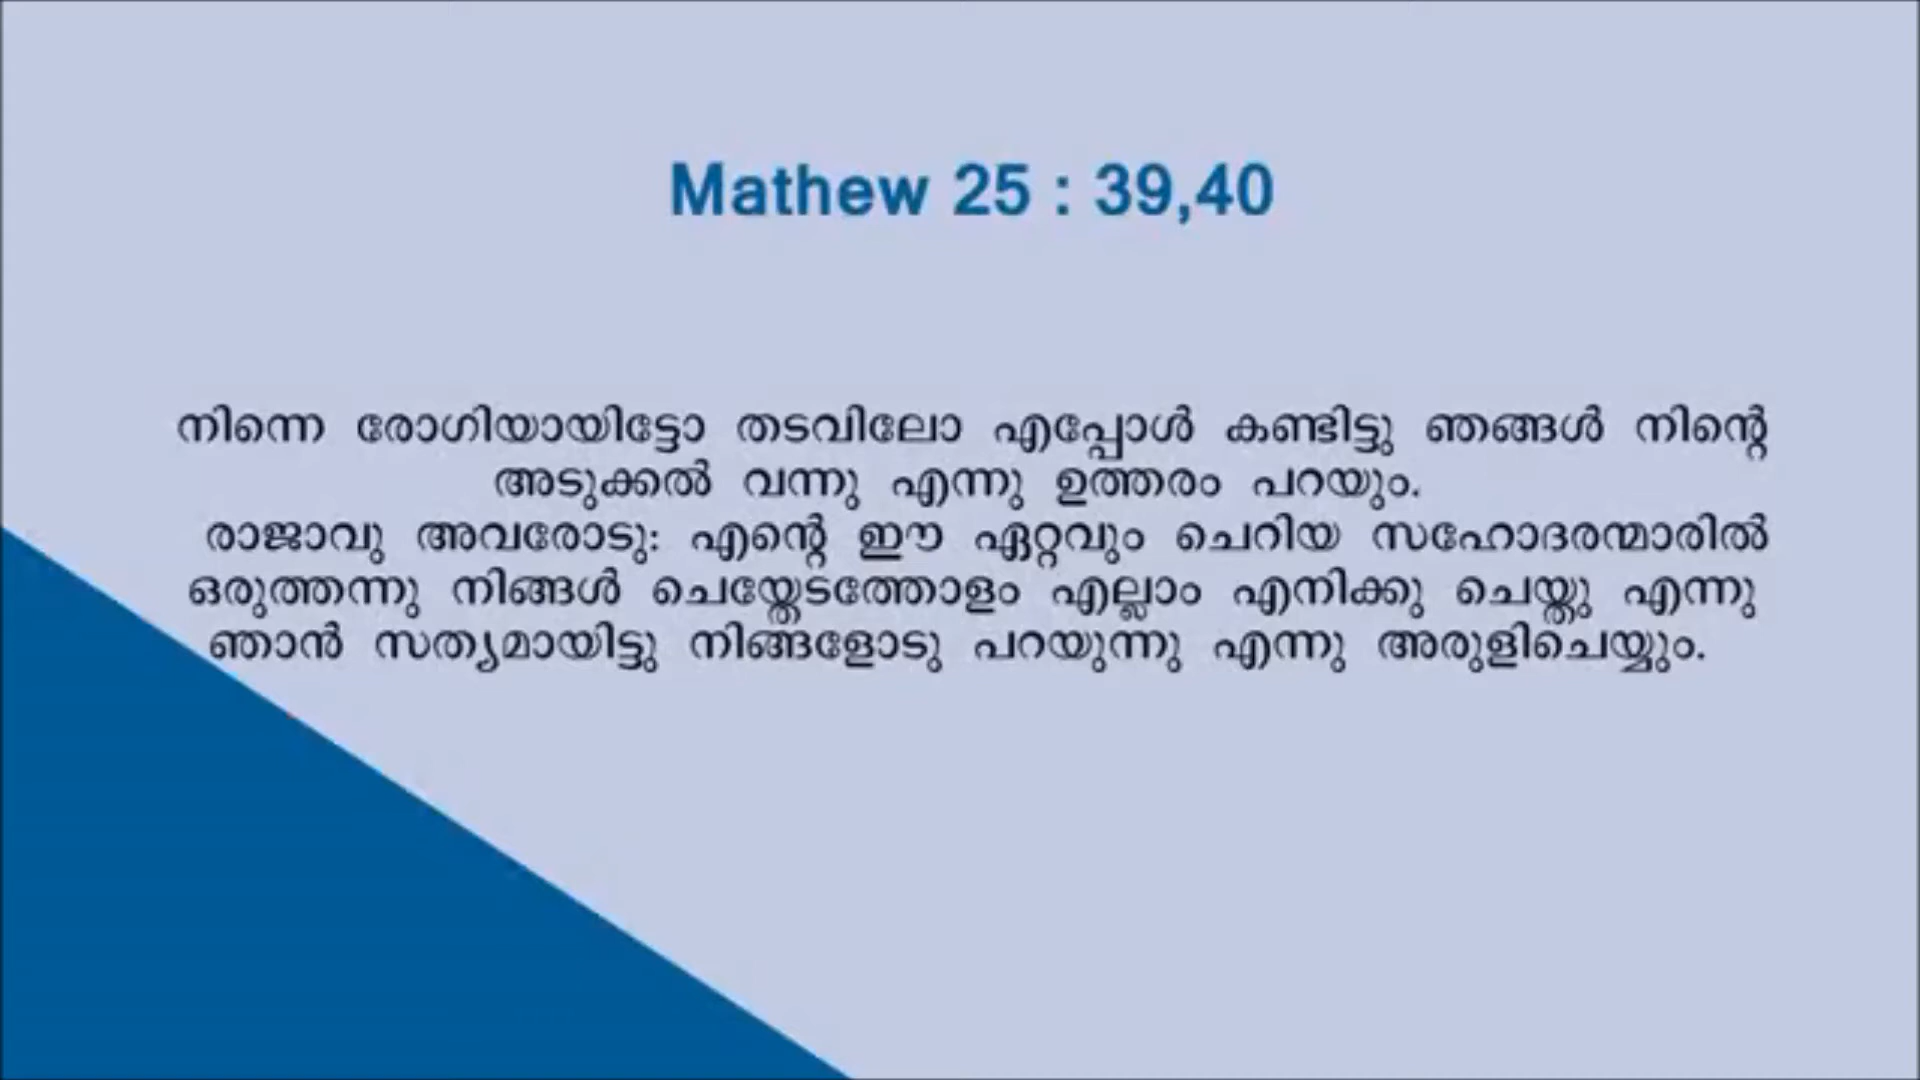 Mathew 25 : 39,40
നിന്നെ രോഗിയായിട്ടോ തടവിലോ എപ്പോൾ കണ്ടിട്ടു ഞങ്ങൾ നിന്റെ
അടുക്കൽ വന്നു എന്നു ഉത്തരം പറയും.
രാജാവു അവരോടു: എന്റെ ഈ ഏറ്റവും ചെറിയ സഹോദരന്മാരിൽ
ഒരുത്തന്നു നിങ്ങൾ ചെയ്തേടത്തോളം എല്ലാം എനിക്കു ചെയ്തു എന്നു
ഞാൻ സത്യമായിട്ടു നിങ്ങളോടു പറയുന്നു എന്നു അരുളിചെയ്യും.